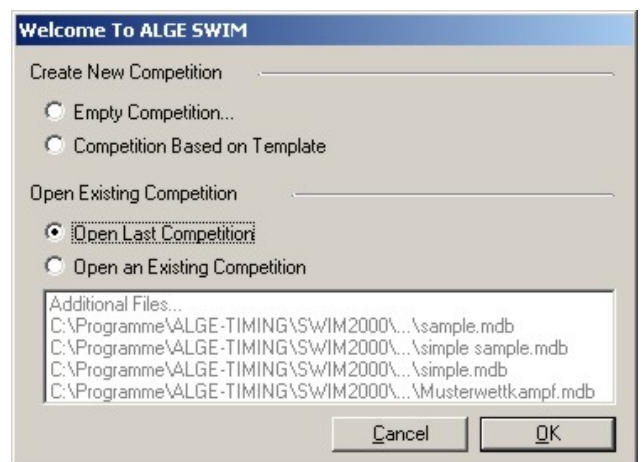 Welcome To ALGE SWIM
Create New Competition
Empty Competition...
Competition Based on Template
Open Existing Competition
Open Last Competition
Open an Existing Competition
Additional Files...
C:\Programme\ALGE-TIMING\SWIM2000\...\sample.mdb
C:\Programme\ALGE-TIMING\SWIM2000\...\simple sample.mdb
C:\Programme\ALGE-TIMING\SWIM2000\...\simple.mdb
C:\Programme\ALGE-TIMING\SWIM2000\...\Musterwettkampf.mdb
Cancel OK